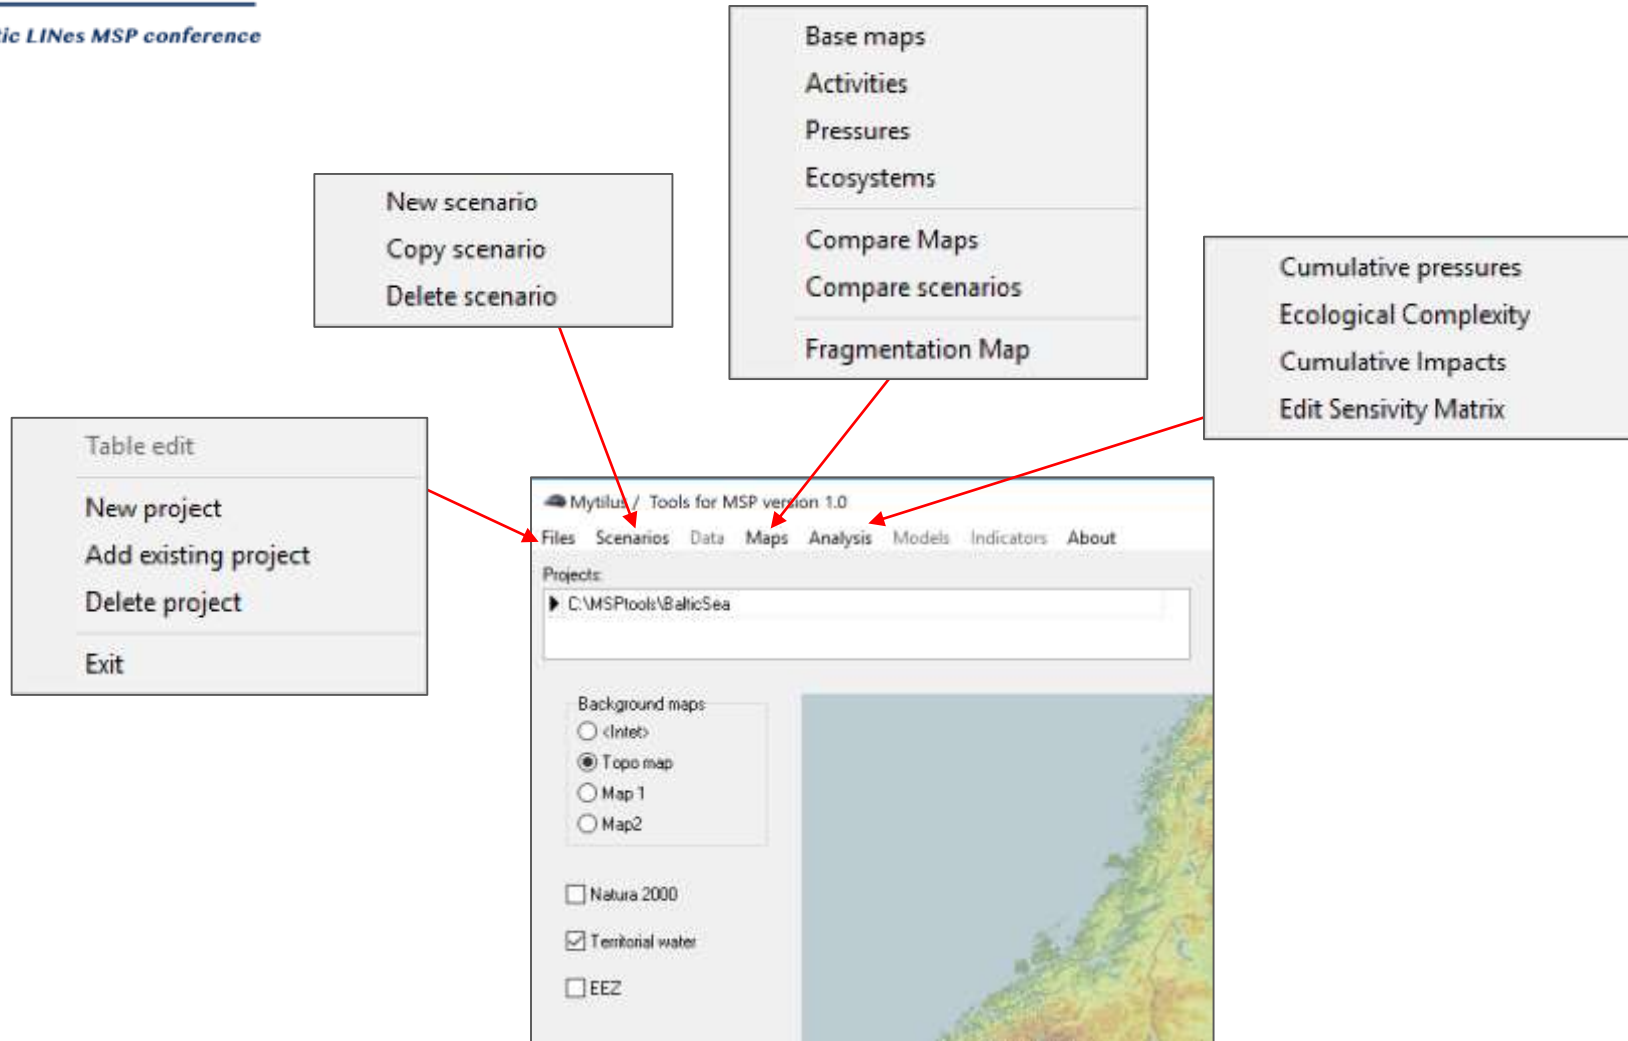 tic LINes MSP conference
Base maps
Activities
Pressures
Ecosystems
Compare Maps
Compare scenarios
Fragmentation Map
New scenario
Copy scenario
Delete scenario
Cumulative pressures
Ecological Complexity
Cumulative Impacts
Edit Sensivity Matrix
Table edit
New project
Add existing project
Delete project
Exit
Mytilus / Tools for MSP version 1.0
Files Scenarios Data Maps Analysis Models Indicators About
Projects:
C:\MSPtools\BalticSea
Background maps
<Intet>
Topo map
Map 1
Map2
Natura 2000
Territorial water
EEZ